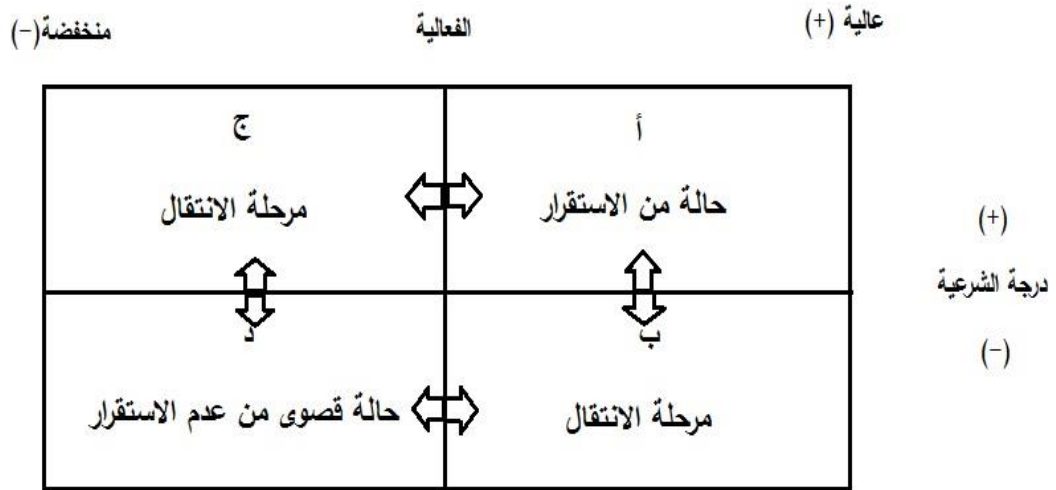 عالية (+) الفعالية منخفضة(-)
أ ج
حالة من الاستقرار مرحلة الانتقال
(+)
درجة الشرعية
(-)
ب د
مرحلة الانتقال حالة قصوى من عدم الاستقرار